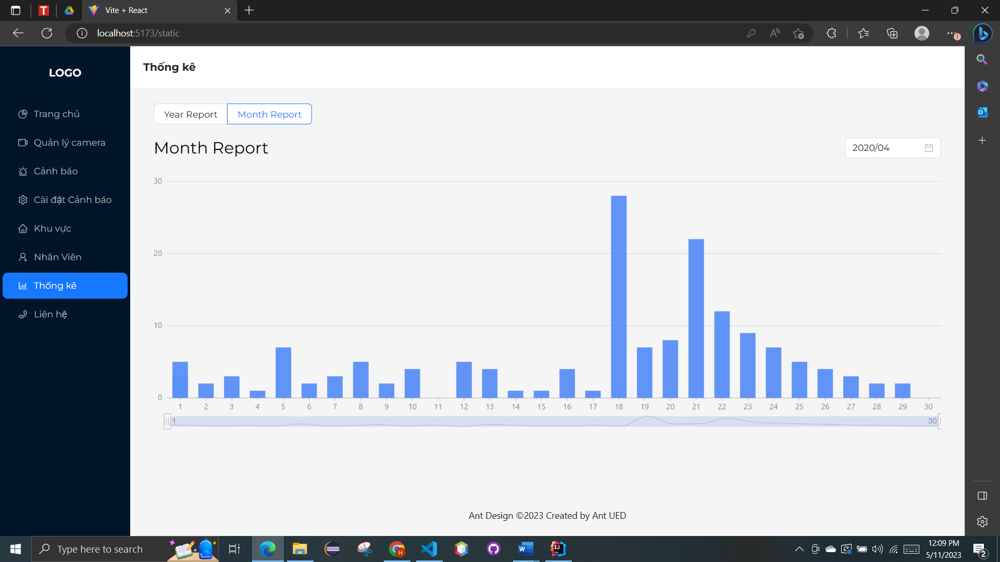 Vite + React
localhost:5173/static
LOGO
Thống kê
Trang chủ
Quản lý camera
Cảnh báo
Cài đặt Cảnh báo
Khu vực
Nhân Viên
Thống kê
Liên hệ
Year Report Month Report
Month Report 2020/04
30
20
10
0
1 2 3 4 5 6 7 8 9 10 11 12 13 14 15 16 17 18 19 20 21 22 23 24 25 26 27 28 29 30
1 30
Ant Design ©2023 Created by Ant UED
Type here to search
12:09 PM
5/11/2023
2